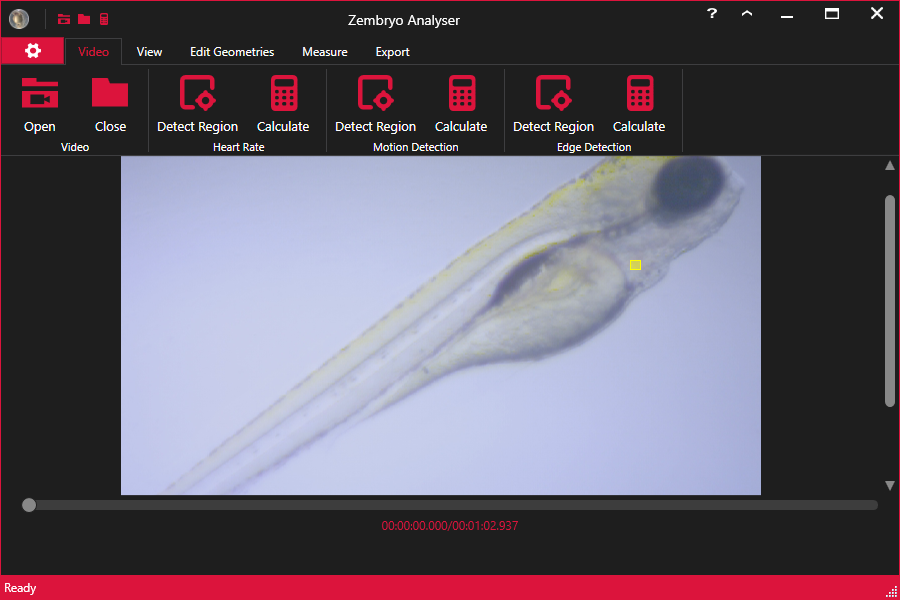 Zembryo Analyser
?
Video View Edit Geometries Measure Export
Open Close Detect Region Calculate Detect Region Calculate Detect Region Calculate
Video Heart Rate Motion Detection Edge Detection
00:00:00.000/00:01:02.937
Ready